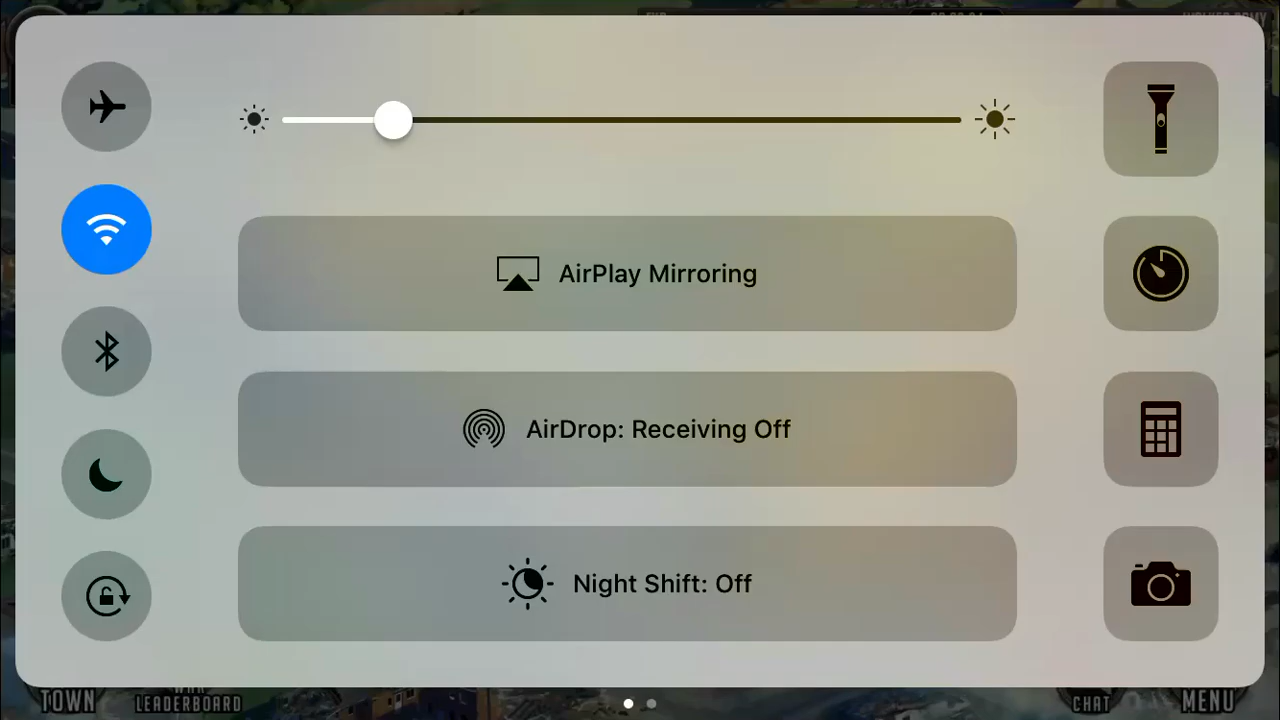 AirPlay Mirroring
AirDrop: Receiving Off
Night Shift: Off
TOWN
LEADERBOARD
CHAT
MENU